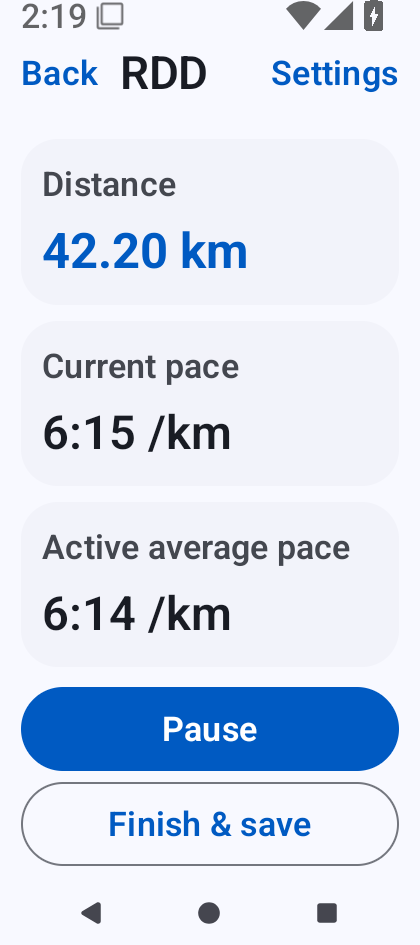 2:19
Back RDD Settings
Distance
42.20 km
Current pace
6:15 /km
Active average pace
6:14 /km
Pause
Finish & save